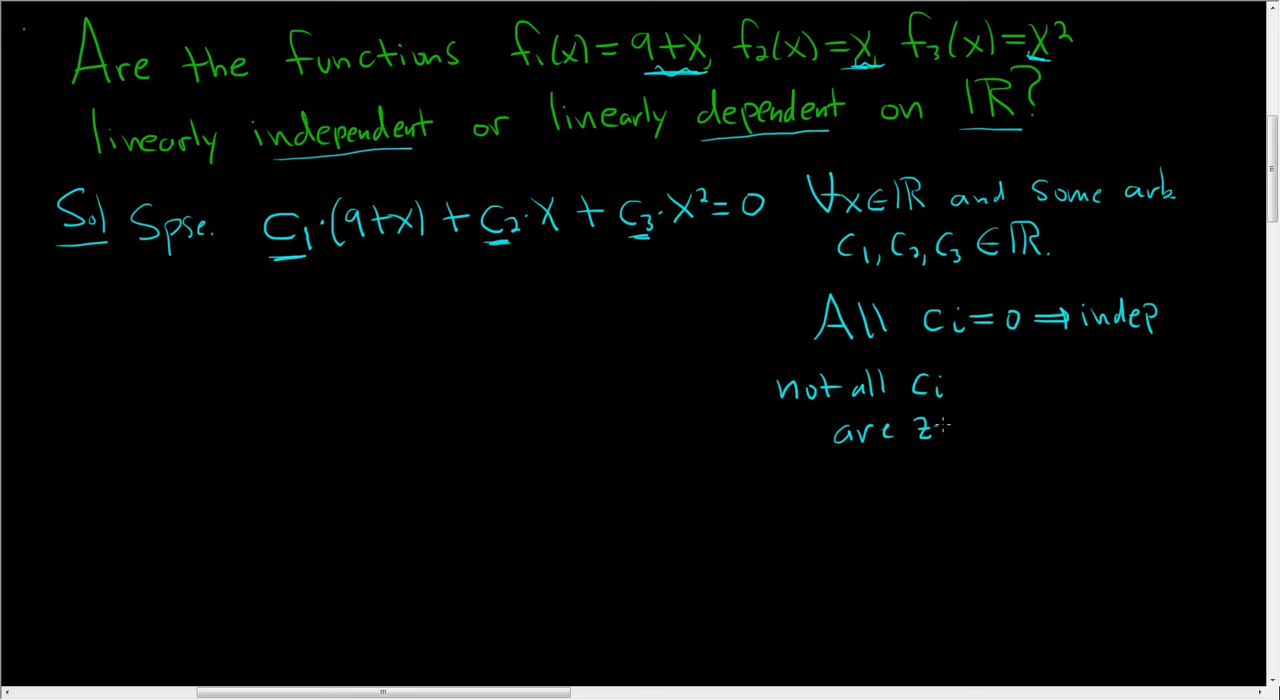 Are the functions f₁(x)=9+x, f₂(x)=x, f₃(x)=x²
linearly independent or linearly dependent on ℝ?
Sol Spse. C₁·(9+x) + C₂·x + C₃·x²=0 ∀x∈ℝ and some arb
C₁, C₂, C₃ ∈ ℝ.
All ci=0 ⟹ indep
not all ci
are z